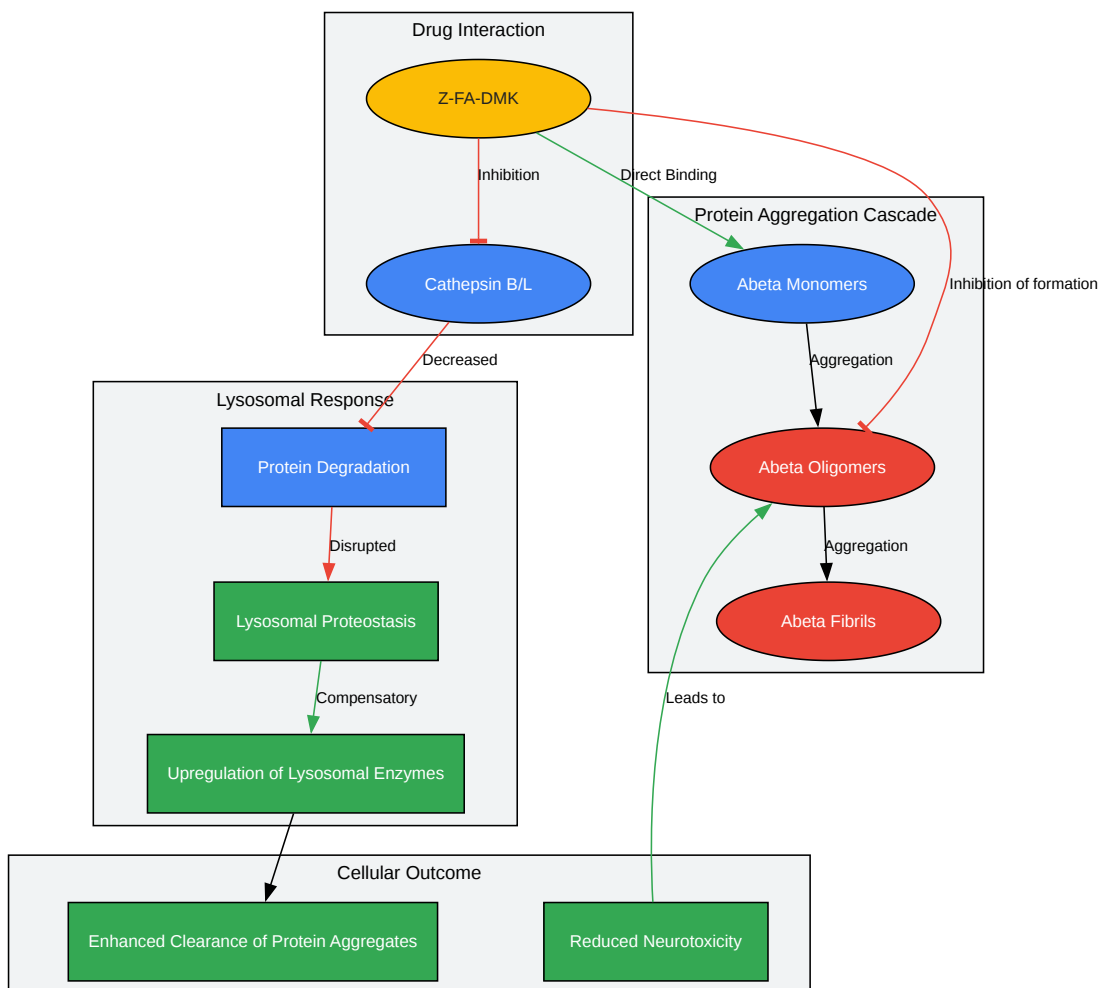 Drug Interaction
Z-FA-DMK
Inhibition
Direct Binding
Protein Aggregation Cascade
Cathepsin B/L
Abeta Monomers
Inhibition of formation
Decreased
Aggregation
Lysosomal Response
Protein Degradation
Abeta Oligomers
Disrupted
Aggregation
Lysosomal Proteostasis
Abeta Fibrils
Compensatory
Leads to
Upregulation of Lysosomal Enzymes
Cellular Outcome
Enhanced Clearance of Protein Aggregates
Reduced Neurotoxicity